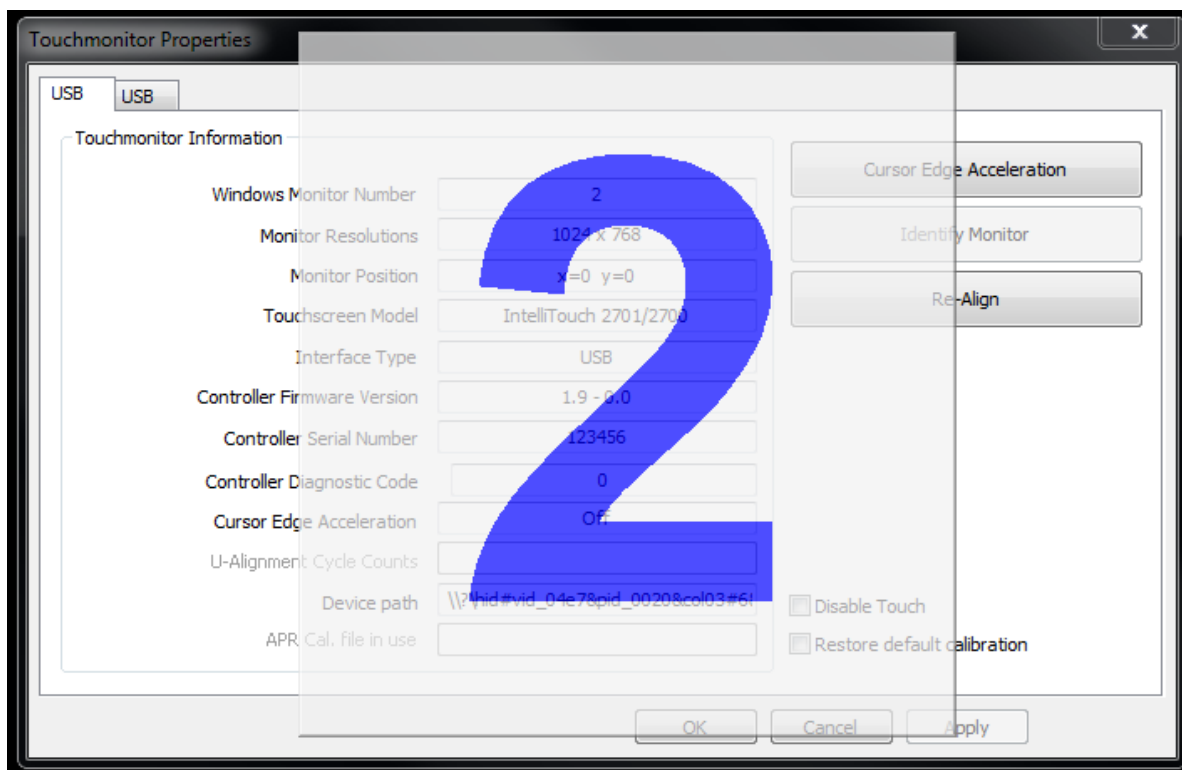 Touchmonitor Properties
x
USB USB
Touchmonitor Information
Windows Monitor Number 2
Monitor Resolutions 1024 x 768
Monitor Position x=0 y=0
Touchscreen Model IntelliTouch 2701/2700
Interface Type USB
Controller Firmware Version 1.9 - 0.0
Controller Serial Number 123456
Controller Diagnostic Code 0
Cursor Edge Acceleration Off
U-Alignment Cycle Counts
Device path \\?\hid#vid_04e7&pid_0020&col03#6&
APR Cal. file in use
2
Cursor Edge Acceleration
Identify Monitor
Re-Align
Disable Touch
Restore default calibration
OK Cancel Apply